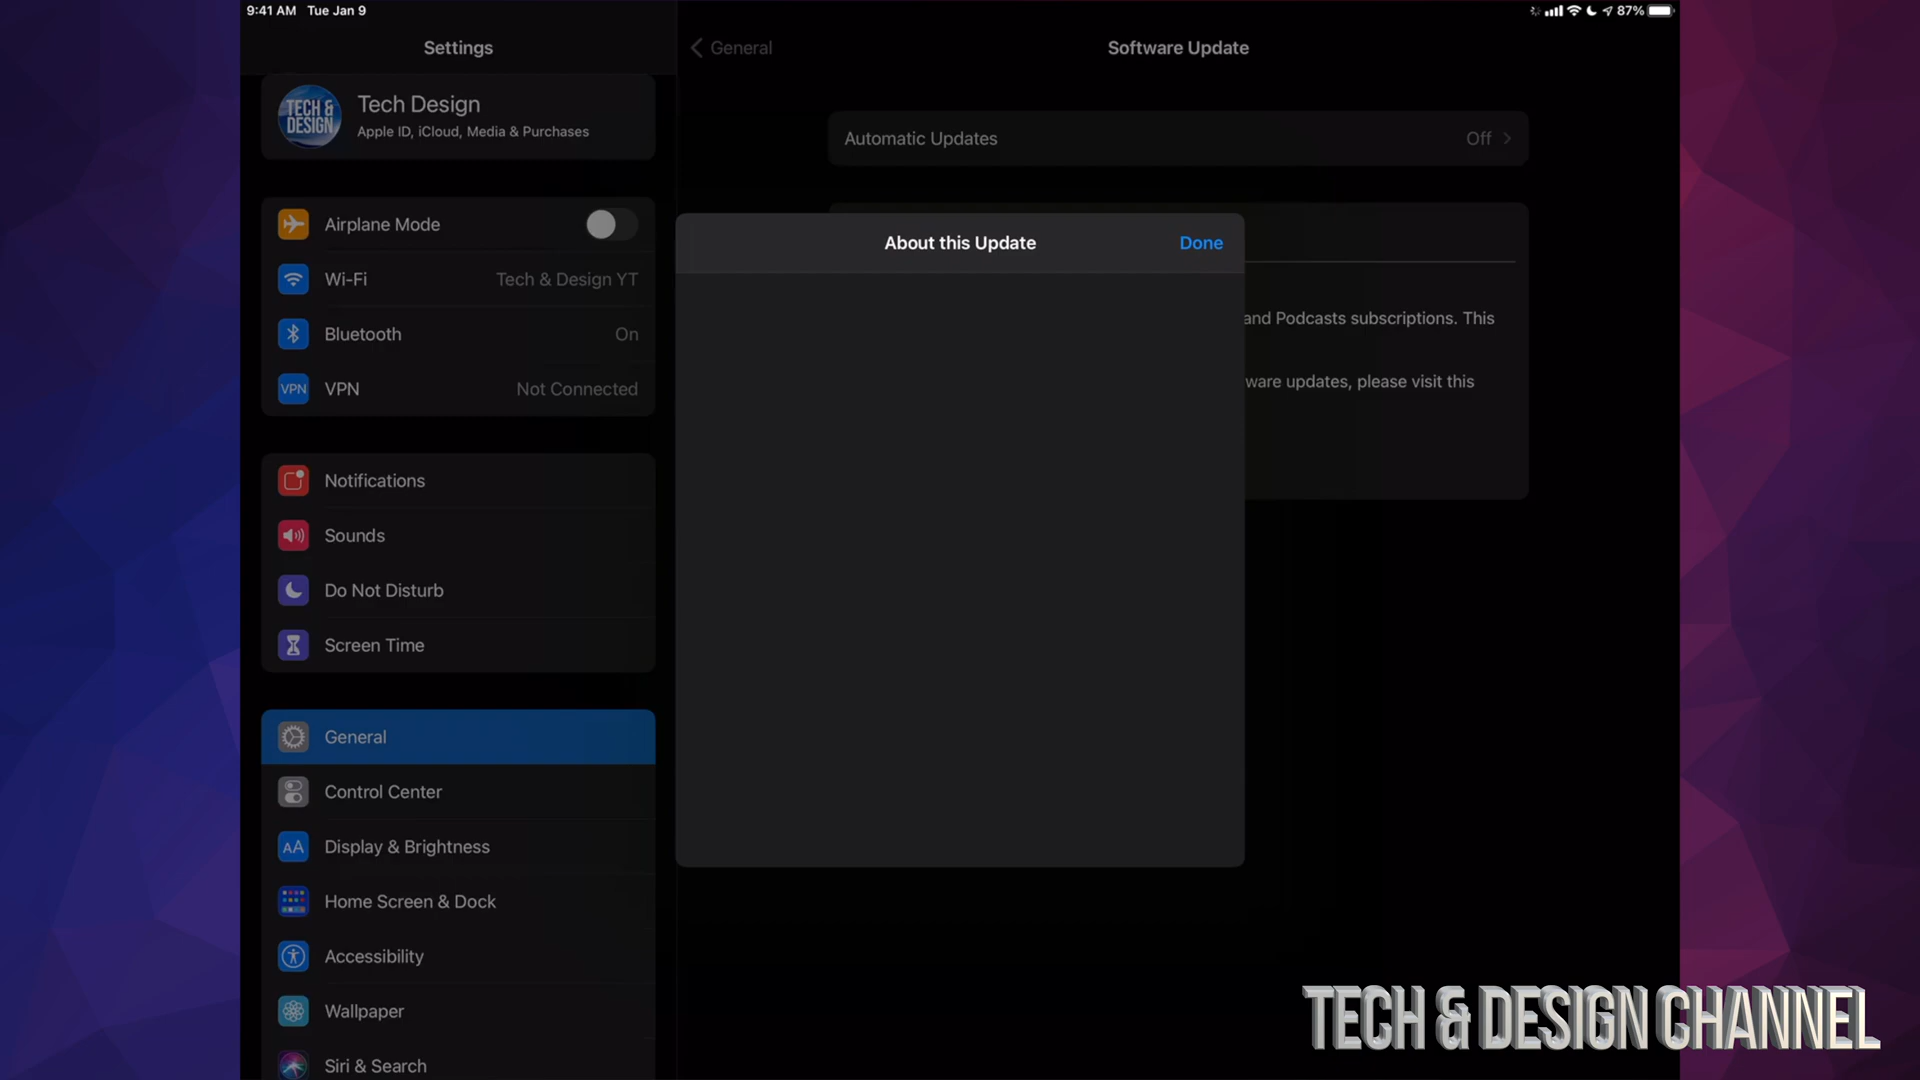 9:41 AM Tue Jan 9
87%
Settings
General
Software Update
TECH &
DESIGN
Tech Design
Apple ID, iCloud, Media & Purchases
Automatic Updates Off
Airplane Mode
Wi-Fi Tech & Design YT
Bluetooth On
VPN VPN Not Connected
About this Update Done
and Podcasts subscriptions. This
ware updates, please visit this
Notifications
Sounds
Do Not Disturb
Screen Time
General
Control Center
AA Display & Brightness
Home Screen & Dock
Accessibility
Wallpaper
Siri & Search
TECH & DESIGN CHANNEL